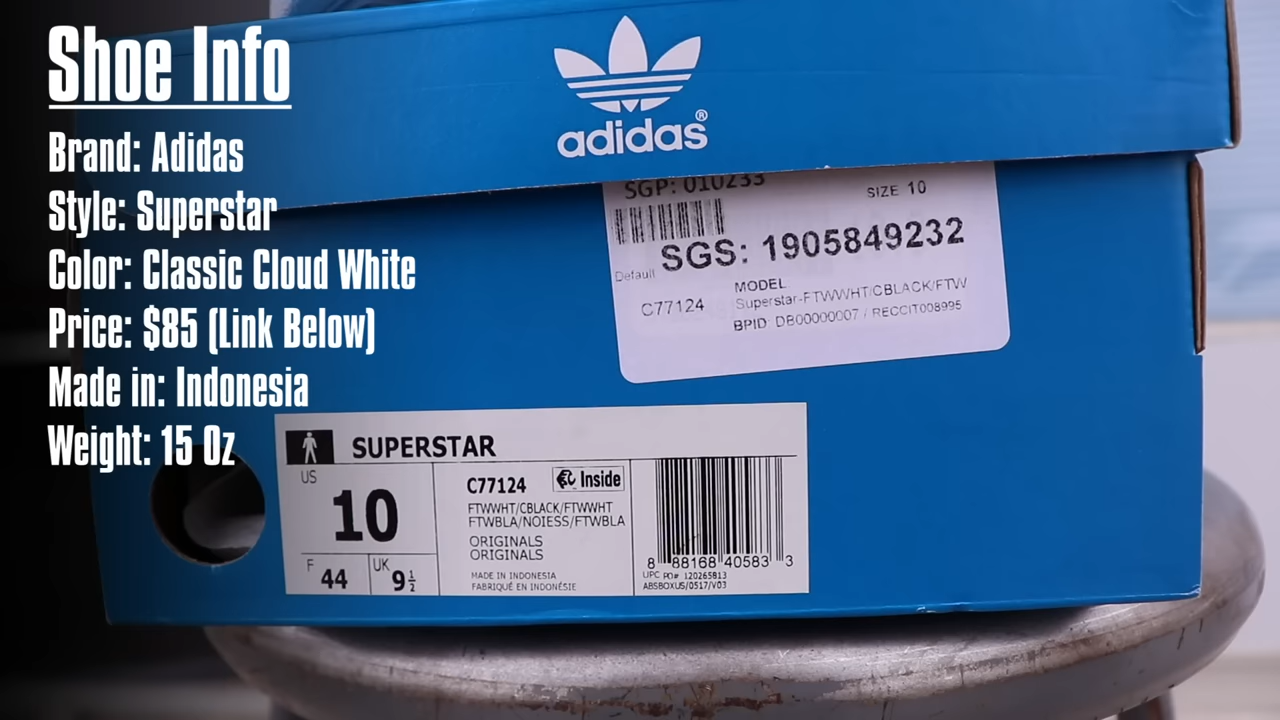 Shoe Info
Brand: Adidas
Style: Superstar
Color: Classic Cloud White
Price: $85 (Link Below)
Made in: Indonesia
Weight: 15 Oz
adidas®
SGP: 010233
SIZE 10
SGS: 1905849232
Default
MODEL
C77124
Superstar-FTWWHT/CBLACK/FTW
BPID: DB00000007 / RECCIT008995
SUPERSTAR
US
10
F
44
UK
9½
C77124
Inside
FTWWHT/CBLACK/FTWWHT
FTWBLA/NOIESS/FTWBLA
ORIGINALS
ORIGINALS
MADE IN INDONESIA
FABRIQUÉ EN INDONÉSIE
8 88168 40583 3
UPC PO# 120265813
ABSBOXUS/0517/V03